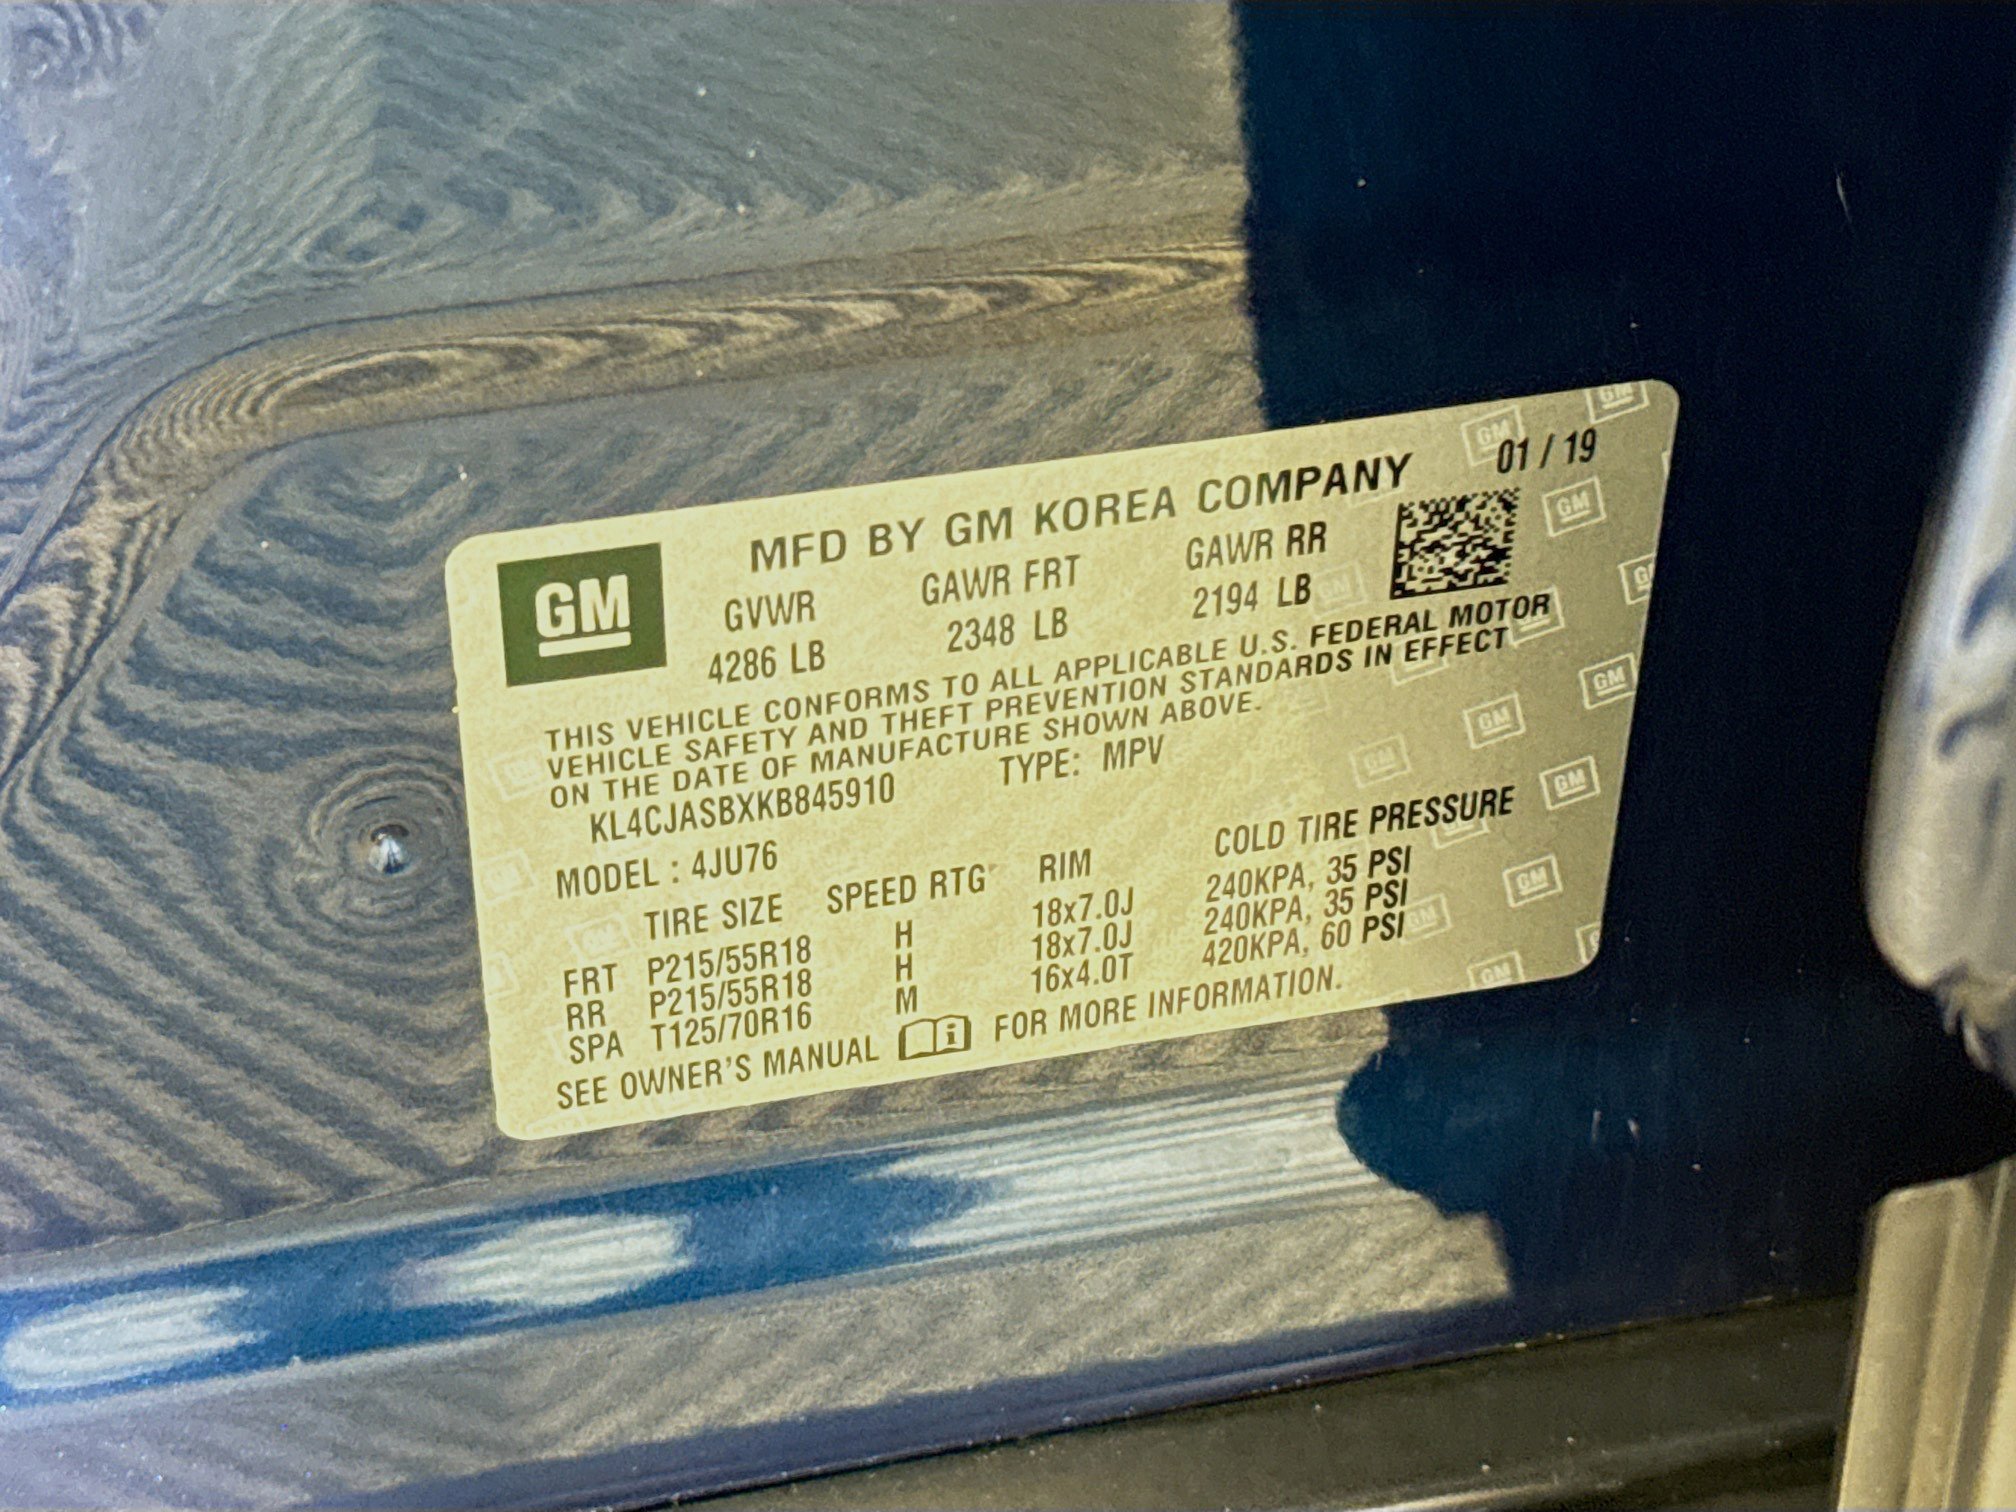 MFD BY GM KOREA COMPANY 01 / 19
GM
GVWR GAWR FRT GAWR RR
4286 LB 2348 LB 2194 LB
THIS VEHICLE CONFORMS TO ALL APPLICABLE U.S. FEDERAL MOTOR
VEHICLE SAFETY AND THEFT PREVENTION STANDARDS IN EFFECT
ON THE DATE OF MANUFACTURE SHOWN ABOVE.
KL4CJASBXKB845910 TYPE: MPV
MODEL : 4JU76
TIRE SIZE SPEED RTG RIM COLD TIRE PRESSURE
FRT P215/55R18 H 18x7.0J 240KPA, 35 PSI
RR P215/55R18 H 18x7.0J 240KPA, 35 PSI
SPA T125/70R16 M 16x4.0T 420KPA, 60 PSI
SEE OWNER'S MANUAL i FOR MORE INFORMATION.